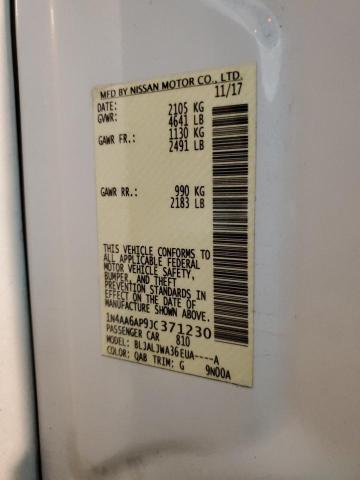 MFD BY NISSAN MOTOR CO., LTD.
DATE: 11/17
GVWR: 2105 KG
4641 LB
GAWR FR.: 1130 KG
2491 LB
GAWR RR.: 990 KG
2183 LB
THIS VEHICLE CONFORMS TO
ALL APPLICABLE FEDERAL
MOTOR VEHICLE SAFETY,
BUMPER, AND THEFT
PREVENTION STANDARDS
IN EFFECT ON THE DATE OF
MANUFACTURE SHOWN
ABOVE.
1N4AA6AP9JC371230
PASSENGER CAR 810
MODEL: BLJALJWA36EUA----A
COLOR: QAB TRIM: G 9N00A